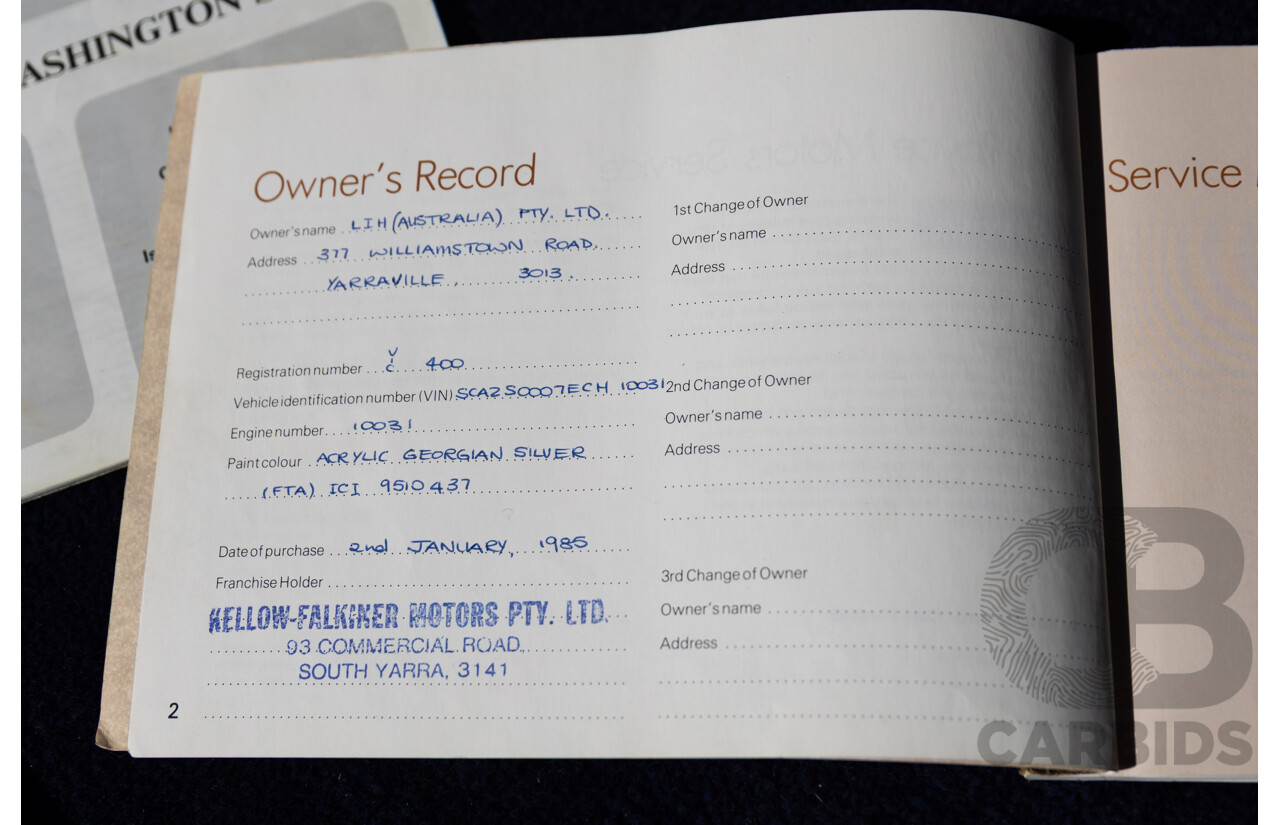 ASHINGTON
Owner's Record
Owner's name LIH (AUSTRALIA) PTY. LTD.
Address 377 WILLIAMSTOWN ROAD,
YARRAVILLE, 3013.
Registration number VIC 400
Vehicle identification number (VIN) SCAZS0007ECH 10031
Engine number 10031
Paint colour ACRYLIC GEORGIAN SILVER
(FTA) ICI 9510437
Date of purchase 2nd JANUARY, 1985
Franchise Holder
KELLOW-FALKINER MOTORS PTY. LTD.
93 COMMERCIAL ROAD,
SOUTH YARRA, 3141
2
1st Change of Owner
Owner's name
Address
2nd Change of Owner
Owner's name
Address
3rd Change of Owner
Owner's name
Address
Service
CB
CARBIDS